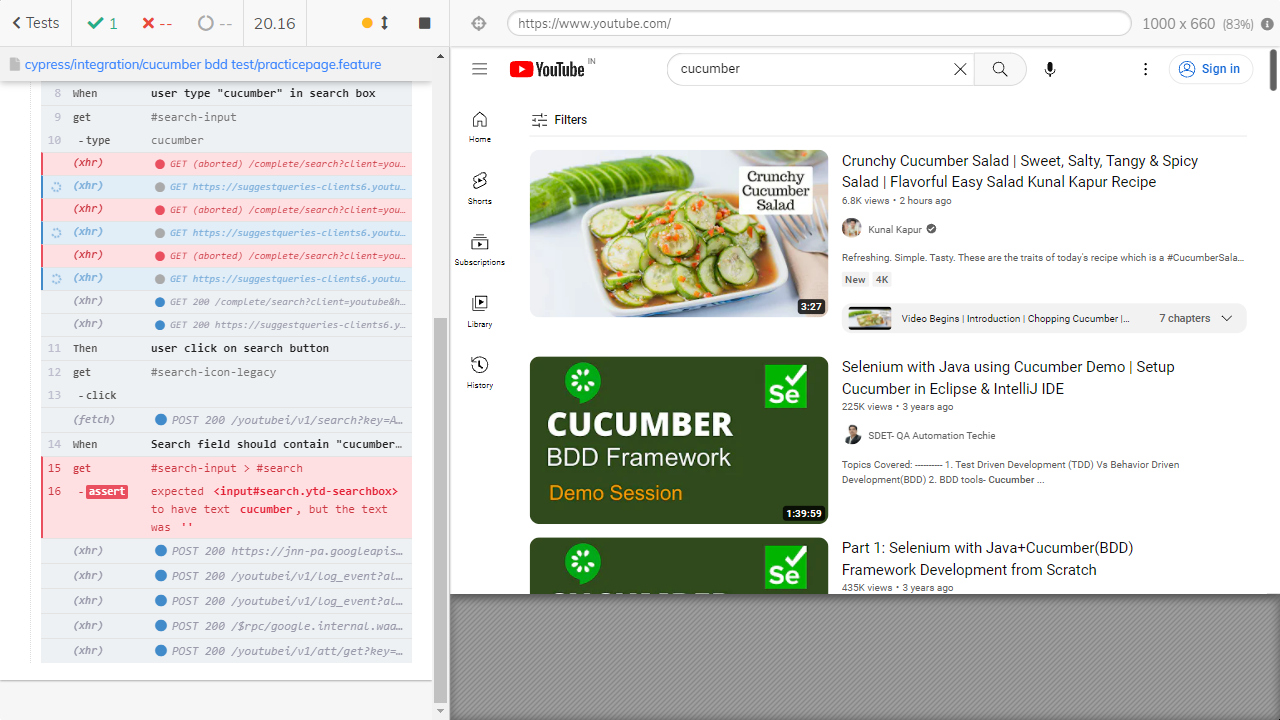 Tests
1
--
--
20.16
https://www.youtube.com/
1000 x 660 (83%)
cypress/integration/cucumber bdd test/practicepage.feature
8 When user type "cucumber" in search box
9 get #search-input
10 -type cucumber
(xhr) GET (aborted) /complete/search?client=you…
(xhr) GET https://suggestqueries-clients6.youtu…
(xhr) GET (aborted) /complete/search?client=you…
(xhr) GET https://suggestqueries-clients6.youtu…
(xhr) GET (aborted) /complete/search?client=you…
(xhr) GET https://suggestqueries-clients6.youtu…
(xhr) GET 200 /complete/search?client=youtube&h…
(xhr) GET 200 https://suggestqueries-clients6.y…
11 Then user click on search button
12 get #search-icon-legacy
13 -click
(fetch) POST 200 /youtubei/v1/search?key=A…
14 When Search field should contain "cucumber…
15 get #search-input > #search
16 -assert expected <input#search.ytd-searchbox>
to have text cucumber, but the text
was ''
(xhr) POST 200 https://jnn-pa.googleapis…
(xhr) POST 200 /youtubei/v1/log_event?al…
(xhr) POST 200 /youtubei/v1/log_event?al…
(xhr) POST 200 /$rpc/google.internal.waa…
(xhr) POST 200 /youtubei/v1/att/get?key=…
YouTube IN
cucumber
Sign in
Home
Shorts
Subscriptions
Library
History
Filters
Crunchy
Cucumber
Salad
3:27
Crunchy Cucumber Salad | Sweet, Salty, Tangy & Spicy
Salad | Flavorful Easy Salad Kunal Kapur Recipe
6.8K views • 2 hours ago
Kunal Kapur
Refreshing. Simple. Tasty. These are the traits of today's recipe which is a #CucumberSala…
New 4K
Video Begins | Introduction | Chopping Cucumber |… 7 chapters
Se
CUCUMBER
BDD Framework
Demo Session
1:39:59
Selenium with Java using Cucumber Demo | Setup
Cucumber in Eclipse & IntelliJ IDE
225K views • 3 years ago
SDET- QA Automation Techie
Topics Covered: ---------- 1. Test Driven Development (TDD) Vs Behavior Driven
Development(BDD) 2. BDD tools- Cucumber ...
Se
CUCUMBER
Part 1: Selenium with Java+Cucumber(BDD)
Framework Development from Scratch
435K views • 3 years ago